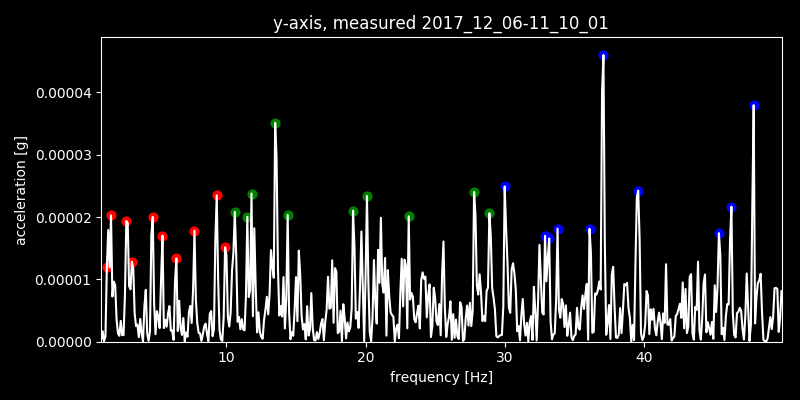 y-axis, measured 2017_12_06-11_10_01
acceleration [g]
0.00004
0.00003
0.00002
0.00001
0.00000
10 20 30 40
frequency [Hz]